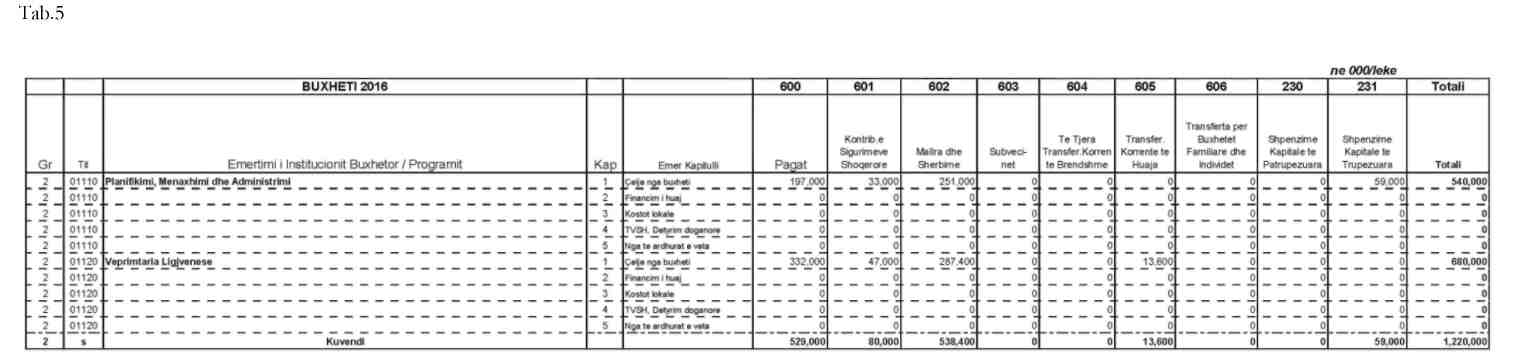 Tab.5
ne 000/leke
BUXHETI 2016 600 601 602 603 604 605 606 230 231 Totali
Gr Tit Emertimi i Institucionit Buxhetor / Programit Kap Emer Kapitulli Pagat Kontrib.e Sigurimeve Shoqerore Mallra dhe Sherbime Subveci-net Te Tjera Transfer.Korren te Brendshme Transfer. Korrente te Huaja Transferta per Buxhetet Familiare dhe Individet Shpenzime Kapitale te Patrupezuara Shpenzime Kapitale te Trupezuara Totali
2 01110 Planifikimi, Menaxhimi dhe Administrimi 1 Celje nga buxheti 197,000 33,000 251,000 0 0 0 0 0 59,000 540,000
2 01110 2 Financim i huaj 0 0 0 0 0 0 0 0 0 0
2 01110 3 Kostot lokale 0 0 0 0 0 0 0 0 0 0
2 01110 4 TVSH, Detyrim doganore 0 0 0 0 0 0 0 0 0 0
2 01110 5 Nga te ardhurat e veta 0 0 0 0 0 0 0 0 0 0
2 01120 Veprimtaria Ligjvenese 1 Celje nga buxheti 332,000 47,000 287,400 0 0 13,600 0 0 0 680,000
2 01120 2 Financim i huaj 0 0 0 0 0 0 0 0 0 0
2 01120 3 Kostot lokale 0 0 0 0 0 0 0 0 0 0
2 01120 4 TVSH, Detyrim doganore 0 0 0 0 0 0 0 0 0 0
2 01120 5 Nga te ardhurat e veta 0 0 0 0 0 0 0 0 0 0
2 s Kuvendi 529,000 80,000 538,400 0 0 13,600 0 0 59,000 1,220,000